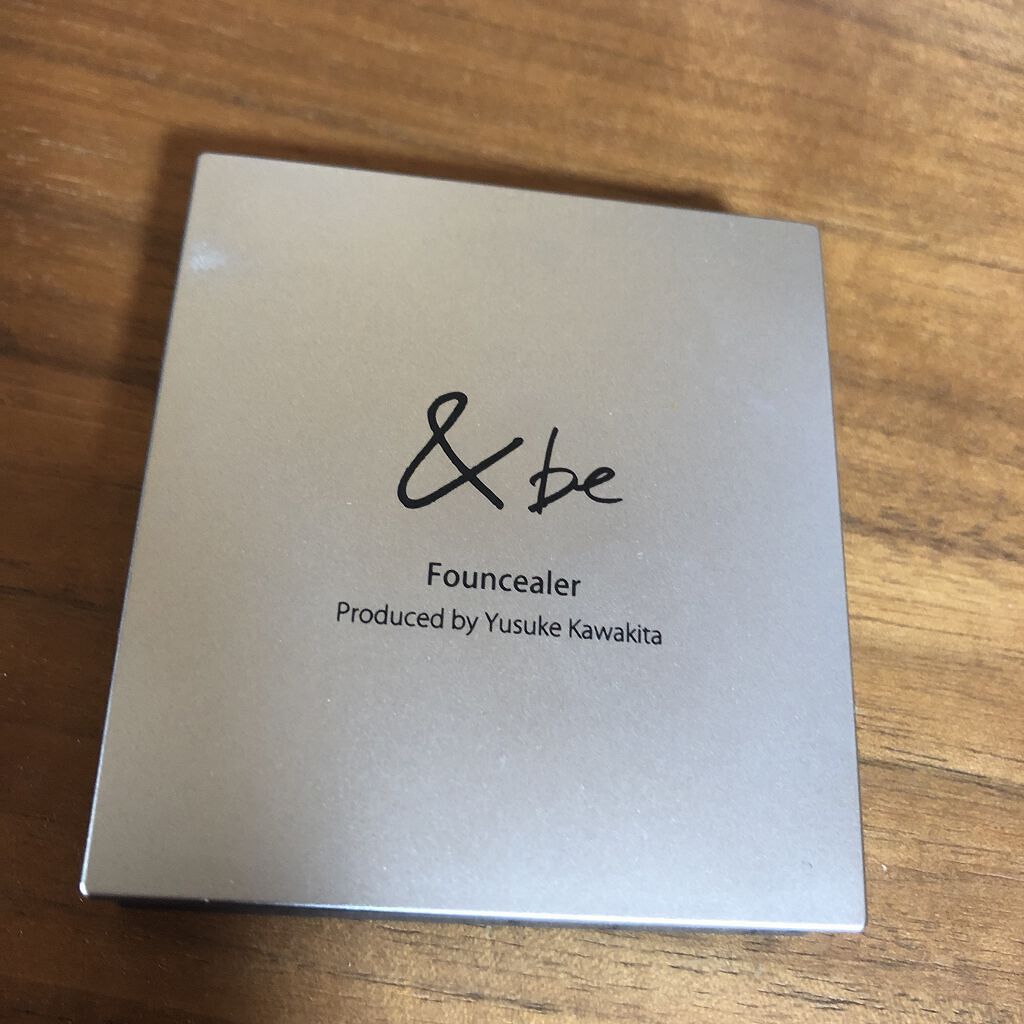 &be
Founcealer
Produced by Yusuke Kawakita